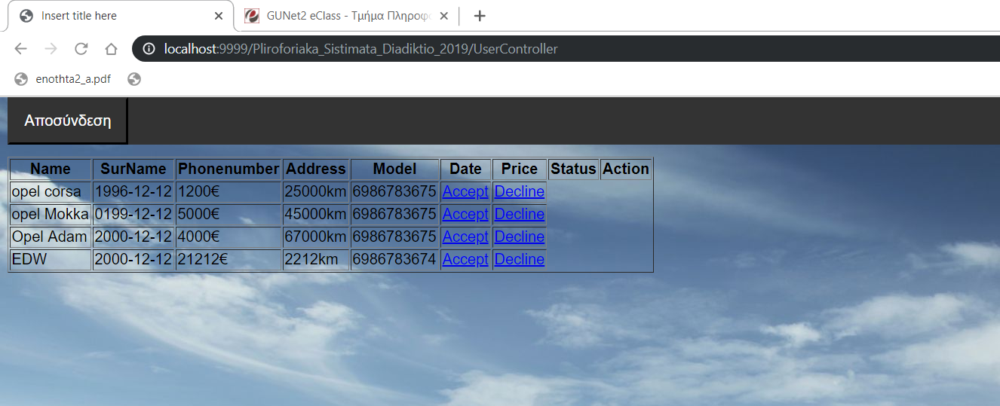 Insert title here
GUNet2 eClass - Τμήμα Πληροφ
localhost:9999/Pliroforiaka_Sistimata_Diadiktio_2019/UserController
enothta2_a.pdf
Αποσύνδεση
Name SurName Phonenumber Address Model Date Price Status Action
opel corsa 1996-12-12 1200€ 25000km 6986783675 Accept Decline
opel Mokka 0199-12-12 5000€ 45000km 6986783675 Accept Decline
Opel Adam 2000-12-12 4000€ 67000km 6986783675 Accept Decline
EDW 2000-12-12 21212€ 2212km 6986783674 Accept Decline